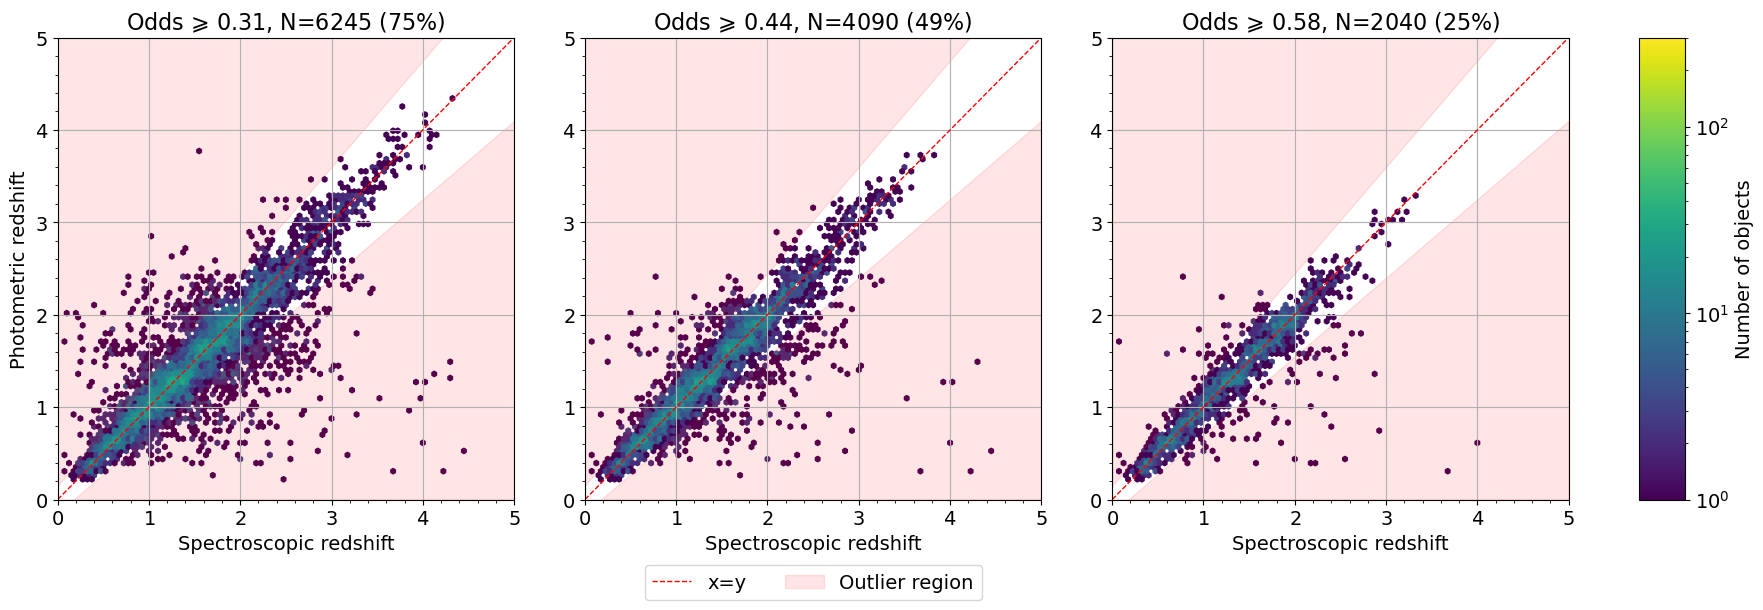 Odds ⩾ 0.31, N=6245 (75%)
Odds ⩾ 0.44, N=4090 (49%)
Odds ⩾ 0.58, N=2040 (25%)
Photometric redshift
5
4
3
2
1
0
0 1 2 3 4 5
Spectroscopic redshift
5
4
3
2
1
0
0 1 2 3 4 5
Spectroscopic redshift
5
4
3
2
1
0
0 1 2 3 4 5
Spectroscopic redshift
10²
10¹
10⁰
Number of objects
x=y
Outlier region